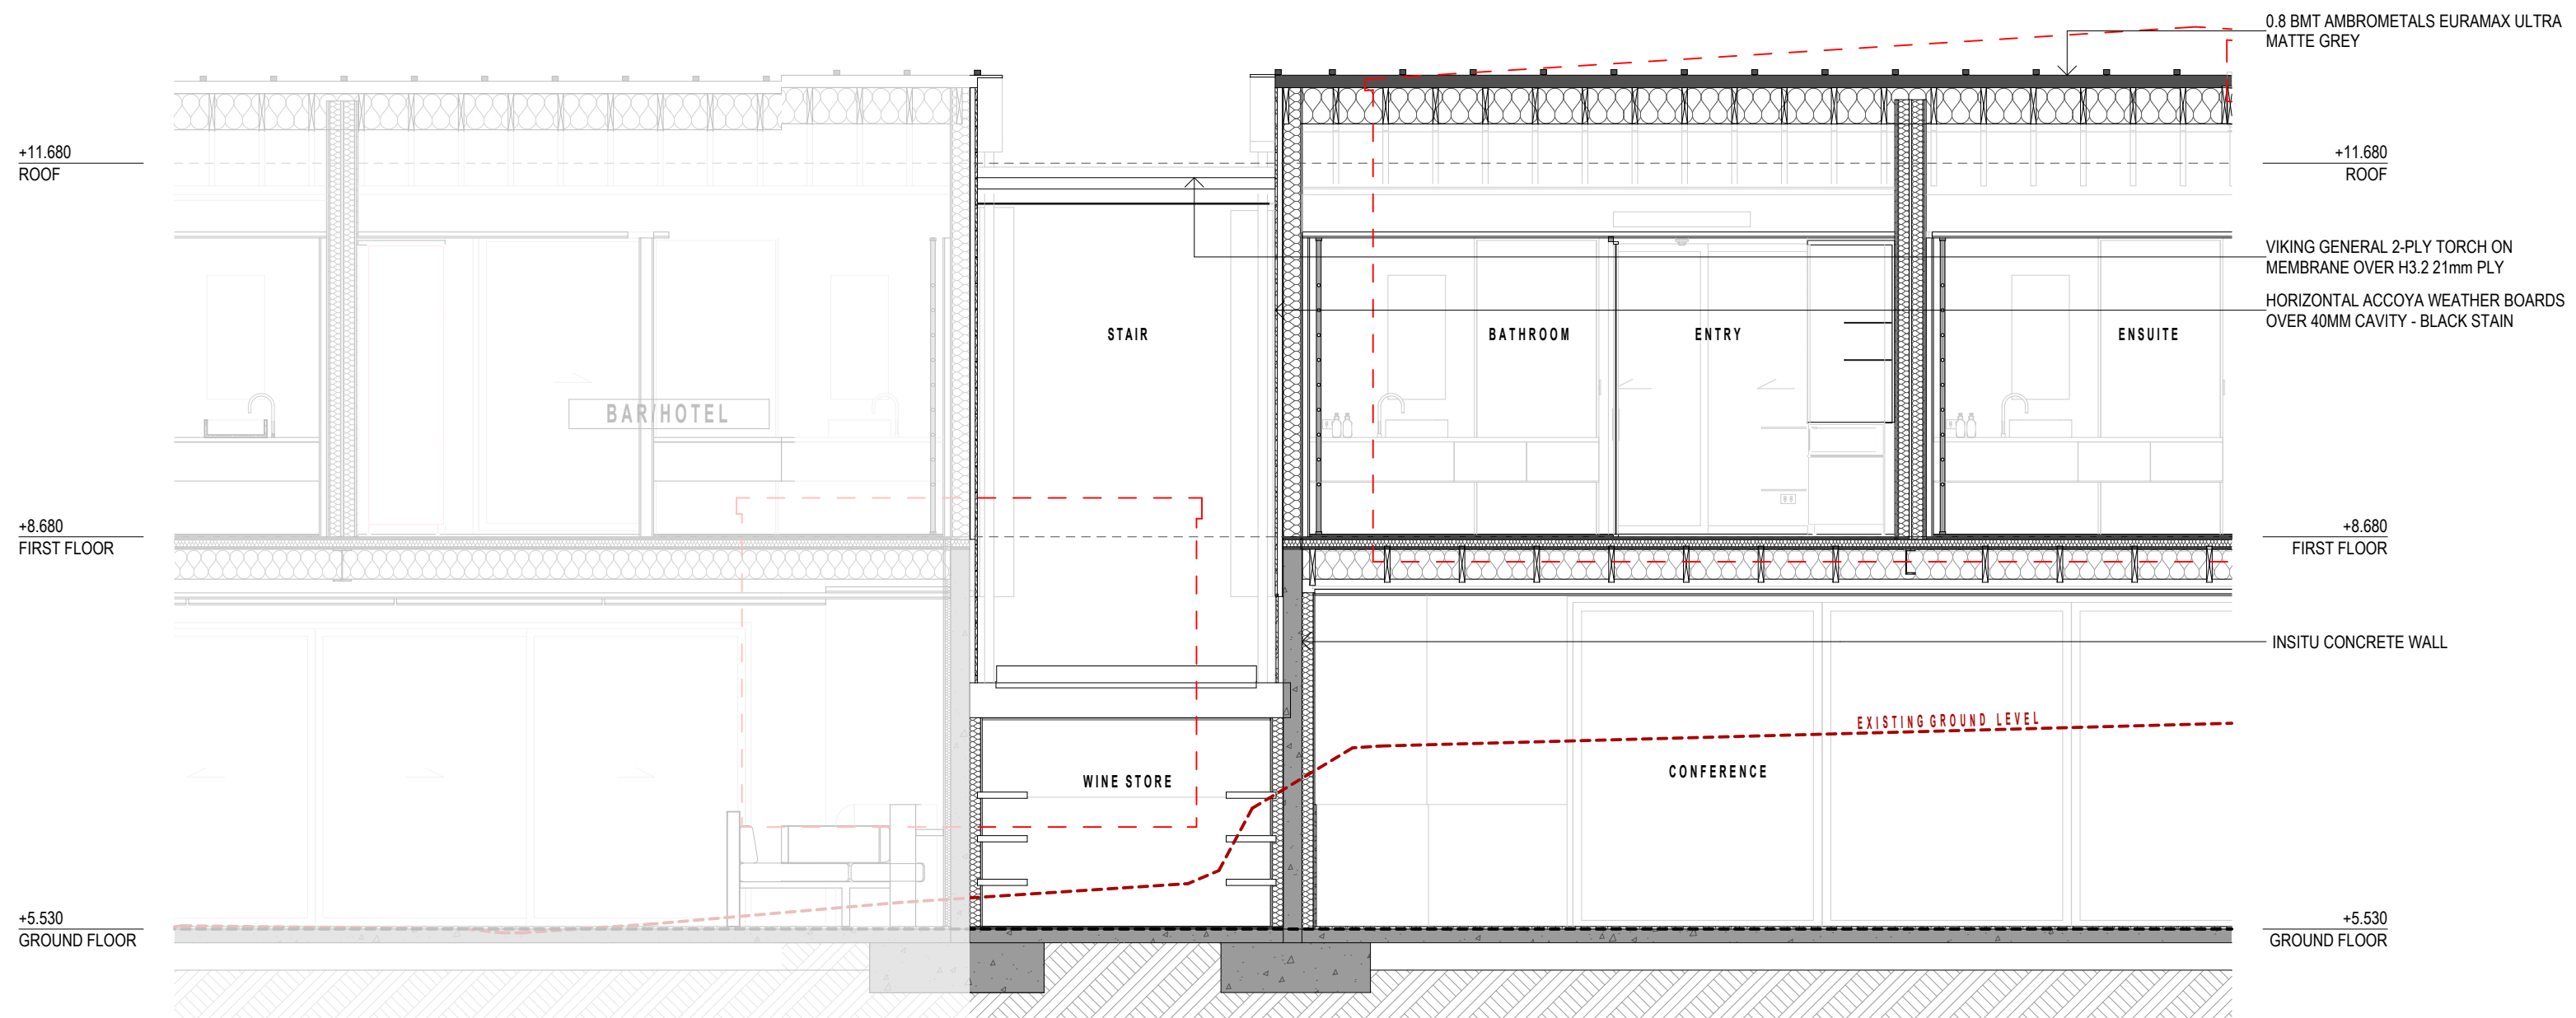 0.8 BMT AMBROMETALS EURAMAX ULTRA
MATTE GREY
+11.680
ROOF
+11.680
ROOF
VIKING GENERAL 2-PLY TORCH ON
MEMBRANE OVER H3.2 21mm PLY
HORIZONTAL ACCOYA WEATHER BOARDS
OVER 40MM CAVITY - BLACK STAIN
STAIR
BATHROOM
ENTRY
ENSUITE
BAR/HOTEL
+8.680
FIRST FLOOR
+8.680
FIRST FLOOR
INSITU CONCRETE WALL
EXISTING GROUND LEVEL
WINE STORE
CONFERENCE
+5.530
GROUND FLOOR
+5.530
GROUND FLOOR